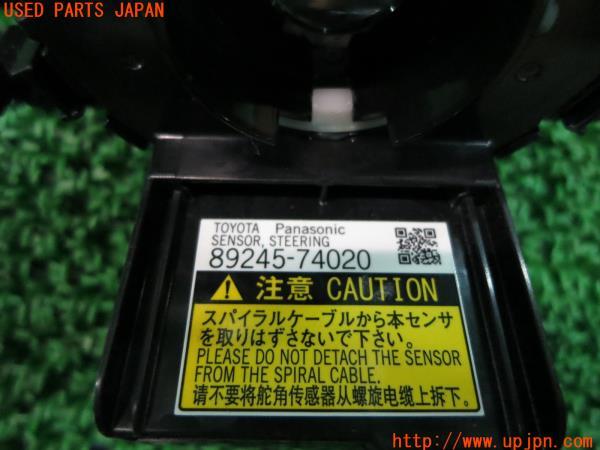 USED PARTS JAPAN
TOYOTA Panasonic
SENSOR, STEERING
89245-74020
注意 CAUTION
スパイラルケーブルから本センサ
を取りはずさないで下さい。
PLEASE DO NOT DETACH THE SENSOR
FROM THE SPIRAL CABLE.
请不要将舵角传感器从螺旋电缆上拆下。
http://www.upjpn.com/